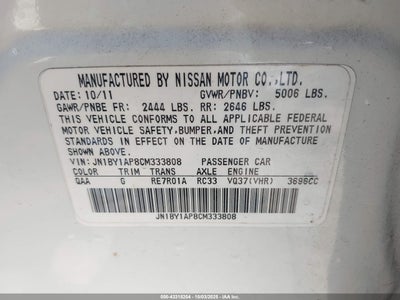 MANUFACTURED BY NISSAN MOTOR CO.,LTD.
DATE: 10/11 GVWR/PNBV: 5006 LBS.
GAWR/PNBE FR: 2444 LBS. RR: 2646 LBS.
THIS VEHICLE CONFORMS TO ALL APPLICABLE FEDERAL
MOTOR VEHICLE SAFETY, BUMPER, AND THEFT PREVENTION
STANDARDS IN EFFECT ON THE DATE OF MANUFACTURE
SHOWN ABOVE.
VIN: JN1BY1AP8CM333808 PASSENGER CAR
COLOR TRIM TRANS AXLE ENGINE
QAA G RE7R01A RC33 VQ37(VHR) 3696CC
JN1BY1AP8CM333808